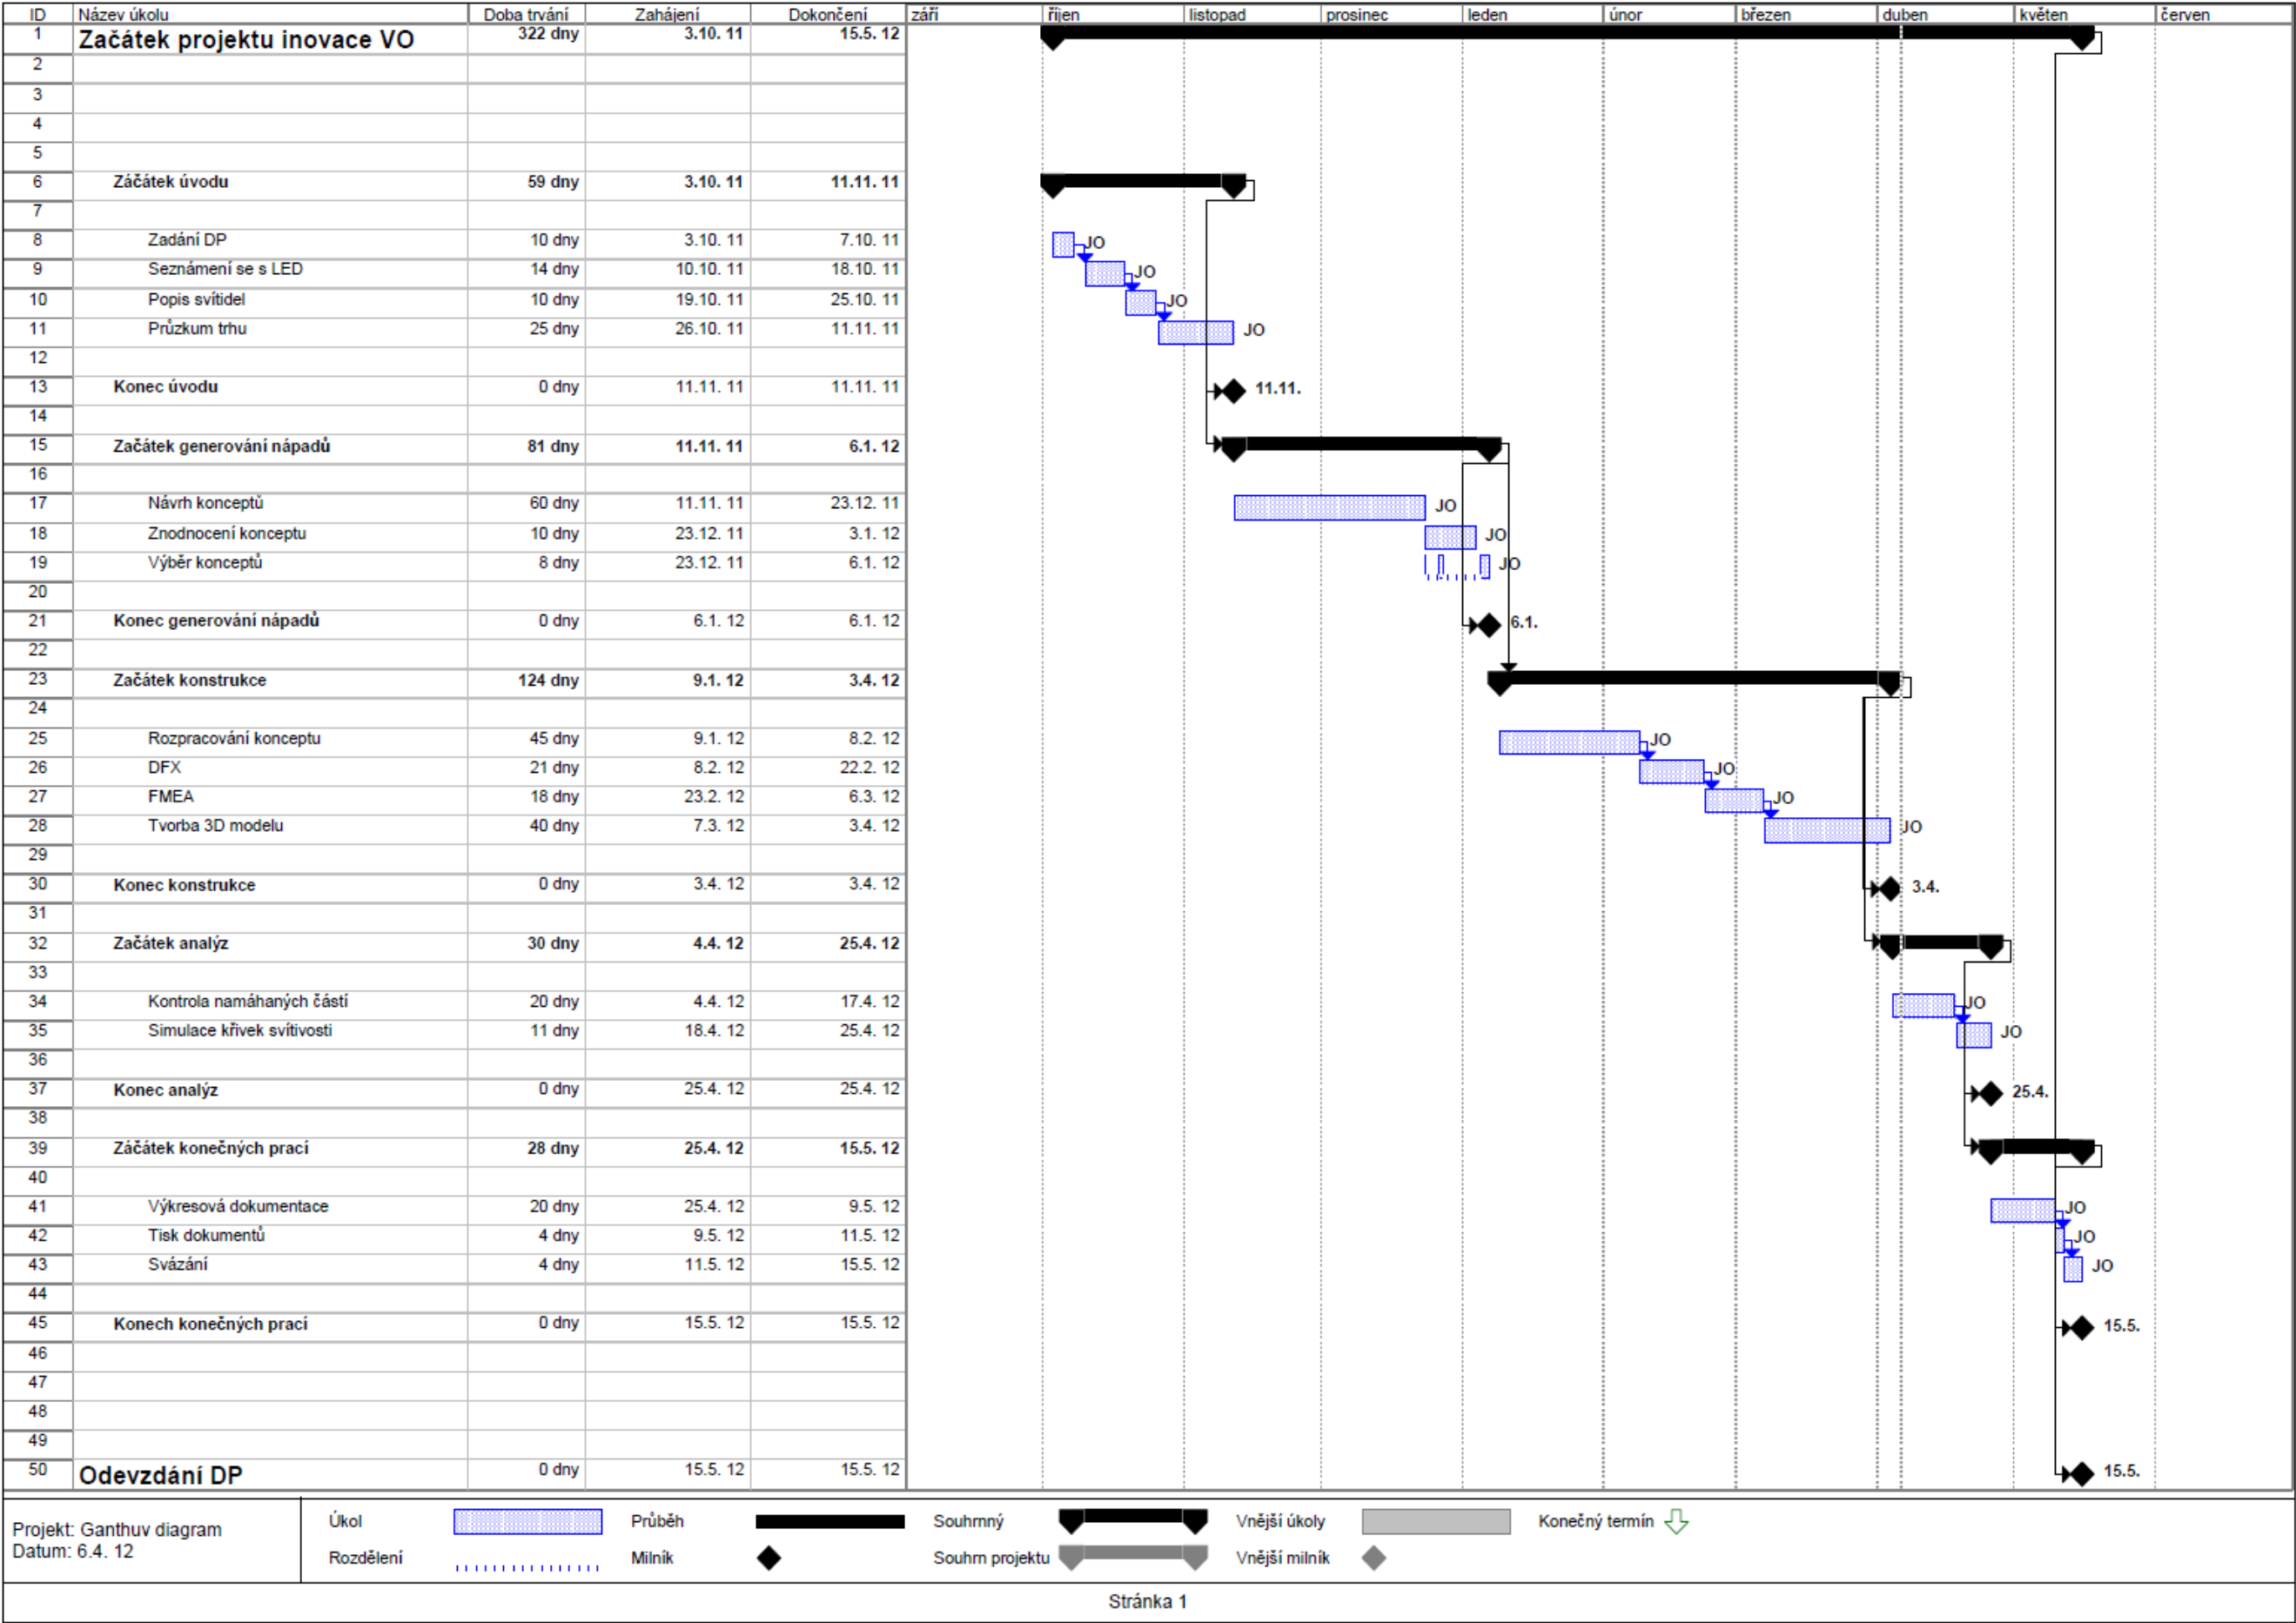 ID Název úkolu Doba trvání Zahájení Dokončení září říjen listopad prosinec leden únor březen duben květen červen
1 Začátek projektu inovace VO 322 dny 3.10. 11 15.5. 12
2
3
4
5
6 Záčátek úvodu 59 dny 3.10. 11 11.11. 11
7
8 Zadání DP 10 dny 3.10. 11 7.10. 11 JO
9 Seznámení se s LED 14 dny 10.10. 11 18.10. 11 JO
10 Popis svítidel 10 dny 19.10. 11 25.10. 11 JO
11 Průzkum trhu 25 dny 26.10. 11 11.11. 11 JO
12
13 Konec úvodu 0 dny 11.11. 11 11.11. 11 11.11.
14
15 Začátek generování nápadů 81 dny 11.11. 11 6.1. 12
16
17 Návrh konceptů 60 dny 11.11. 11 23.12. 11 JO
18 Znodnocení konceptu 10 dny 23.12. 11 3.1. 12 JO
19 Výběr konceptů 8 dny 23.12. 11 6.1. 12 JO
20
21 Konec generování nápadů 0 dny 6.1. 12 6.1. 12 6.1.
22
23 Začátek konstrukce 124 dny 9.1. 12 3.4. 12
24
25 Rozpracování konceptu 45 dny 9.1. 12 8.2. 12 JO
26 DFX 21 dny 8.2. 12 22.2. 12 JO
27 FMEA 18 dny 23.2. 12 6.3. 12 JO
28 Tvorba 3D modelu 40 dny 7.3. 12 3.4. 12 JO
29
30 Konec konstrukce 0 dny 3.4. 12 3.4. 12 3.4.
31
32 Začátek analýz 30 dny 4.4. 12 25.4. 12
33
34 Kontrola namáhaných částí 20 dny 4.4. 12 17.4. 12 JO
35 Simulace křivek svítivosti 11 dny 18.4. 12 25.4. 12 JO
36
37 Konec analýz 0 dny 25.4. 12 25.4. 12 25.4.
38
39 Záčátek konečných prací 28 dny 25.4. 12 15.5. 12
40
41 Výkresová dokumentace 20 dny 25.4. 12 9.5. 12 JO
42 Tisk dokumentů 4 dny 9.5. 12 11.5. 12 JO
43 Svázání 4 dny 11.5. 12 15.5. 12 JO
44
45 Konech konečných prací 0 dny 15.5. 12 15.5. 12 15.5.
46
47
48
49
50 Odevzdání DP 0 dny 15.5. 12 15.5. 12 15.5.
Projekt: Ganthuv diagram
Datum: 6.4. 12
Úkol Průběh Souhrnný Vnější úkoly Konečný termín
Rozdělení Milník Souhrn projektu Vnější milník
Stránka 1